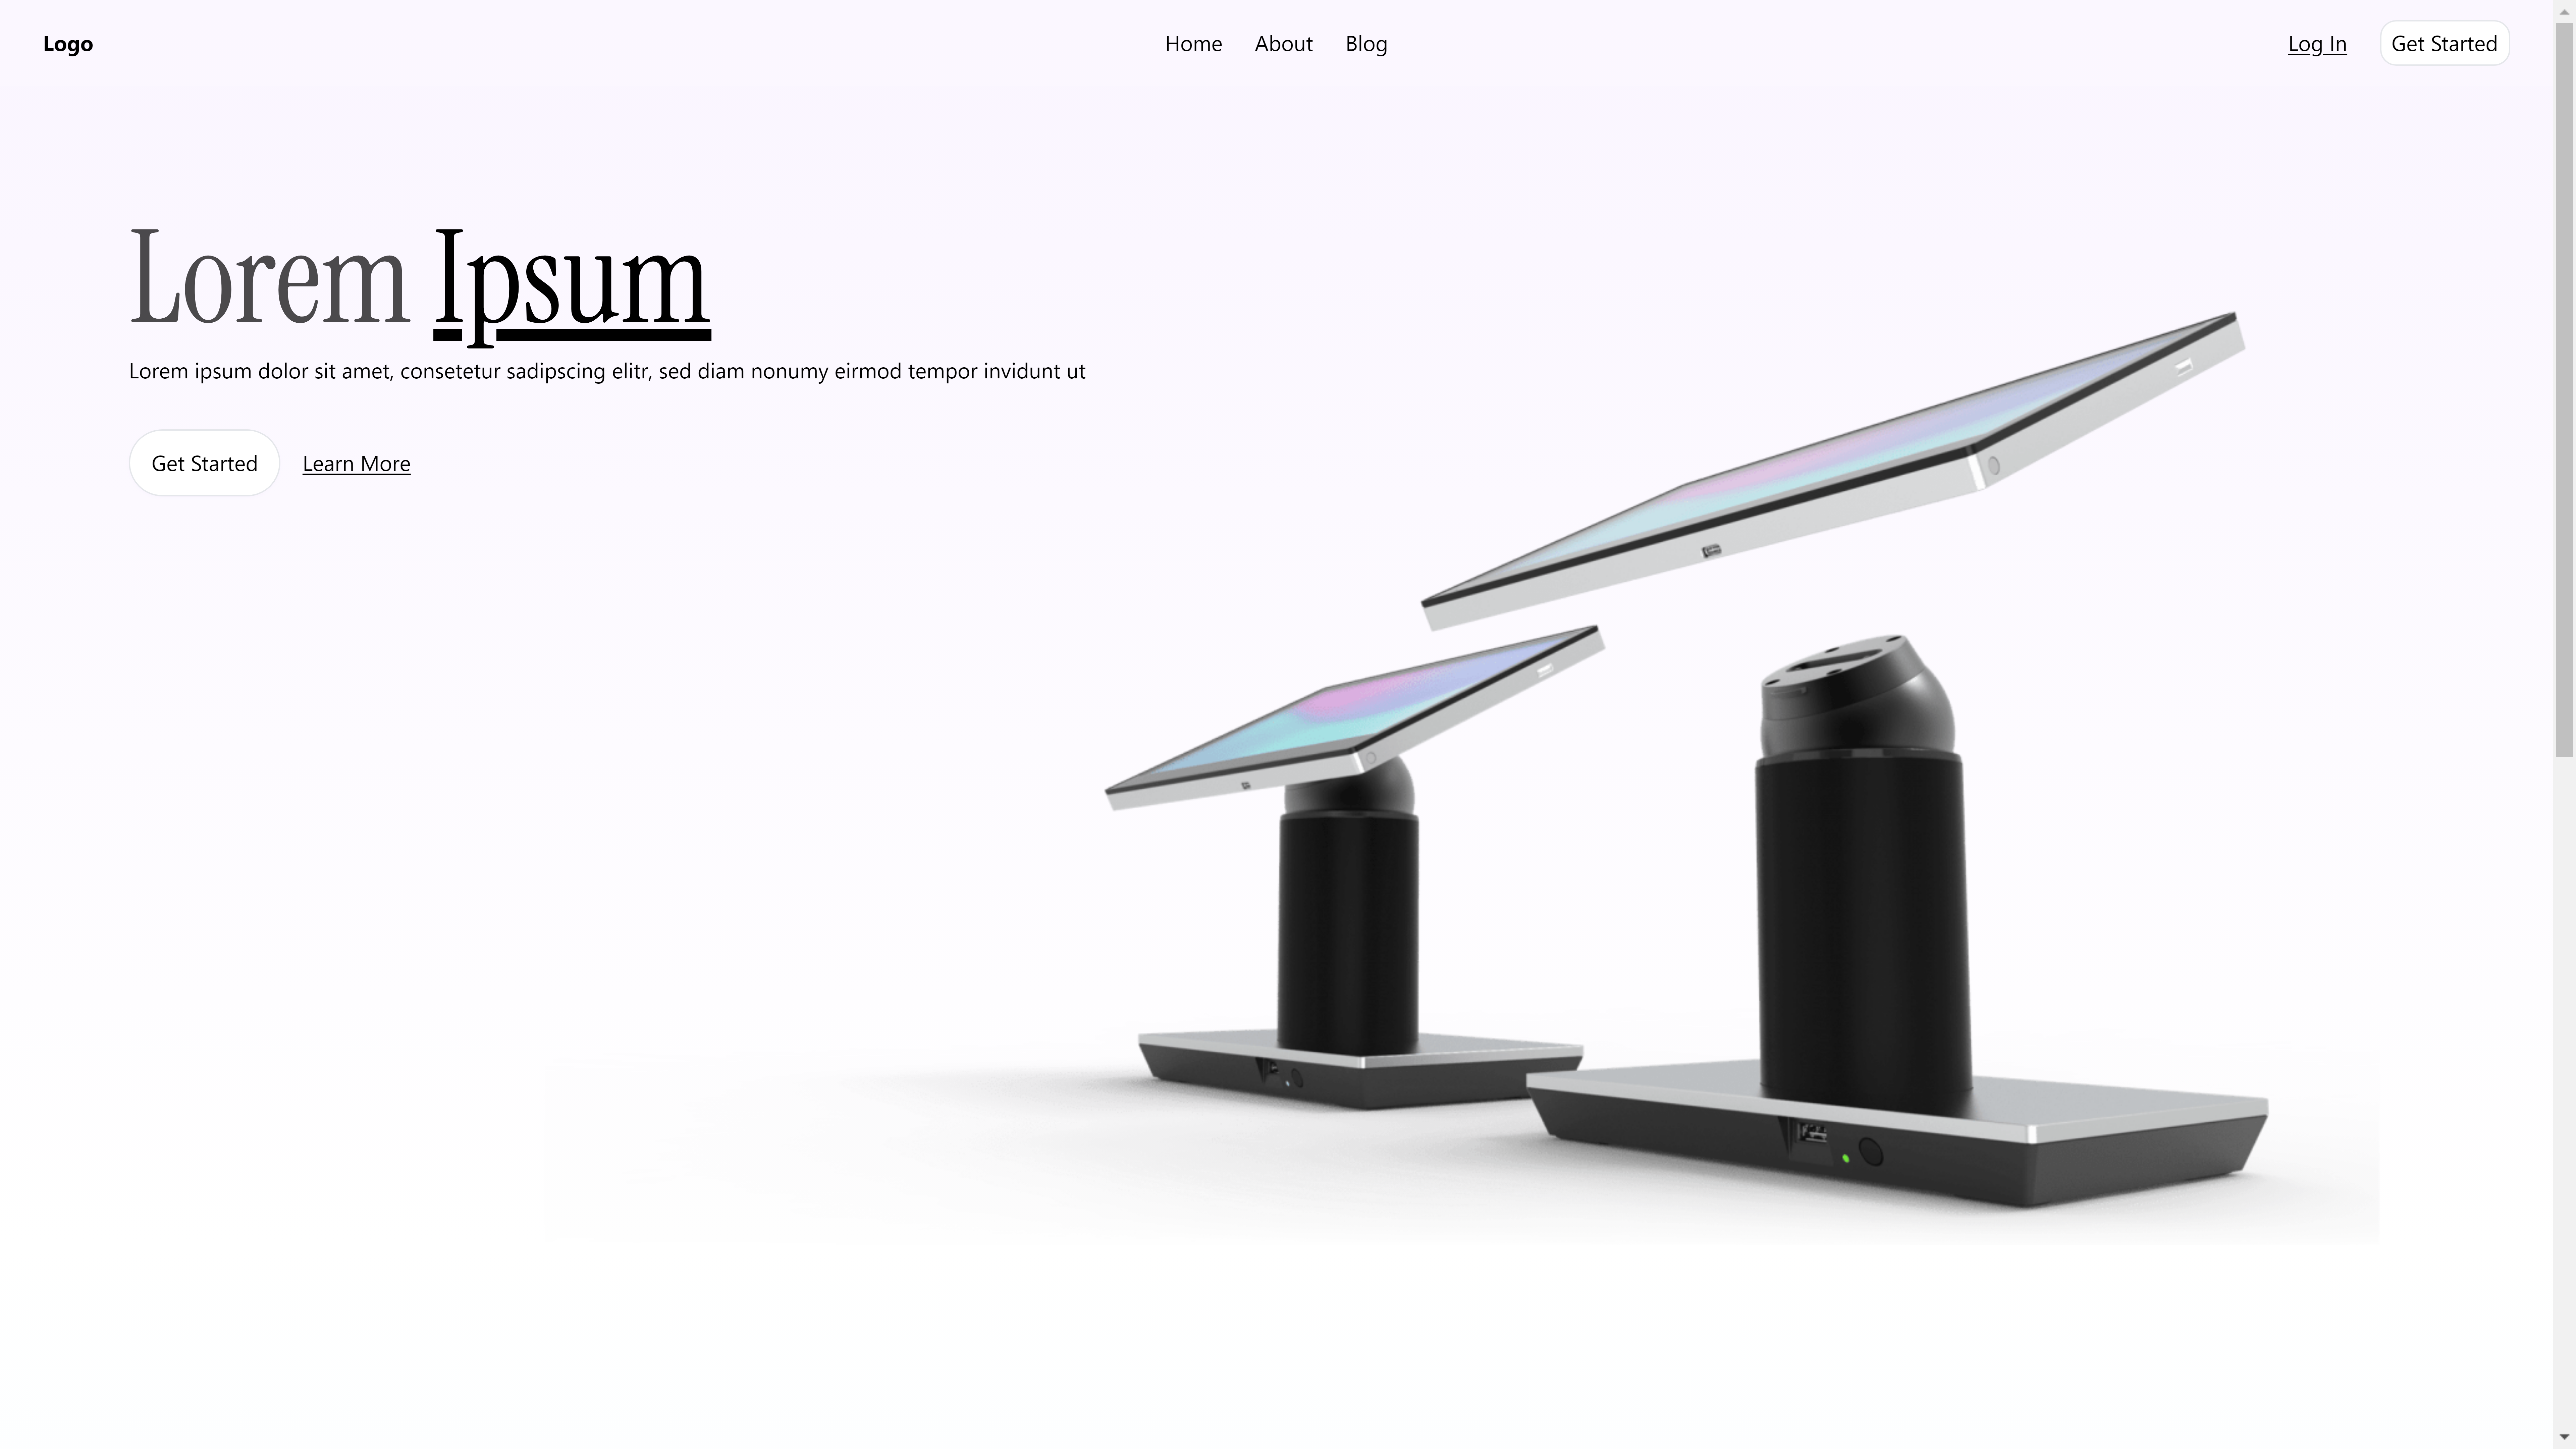 Logo
Home About Blog
Log In Get Started
Lorem Ipsum
Lorem ipsum dolor sit amet, consetetur sadipscing elitr, sed diam nonumy eirmod tempor invidunt ut
Get Started Learn More